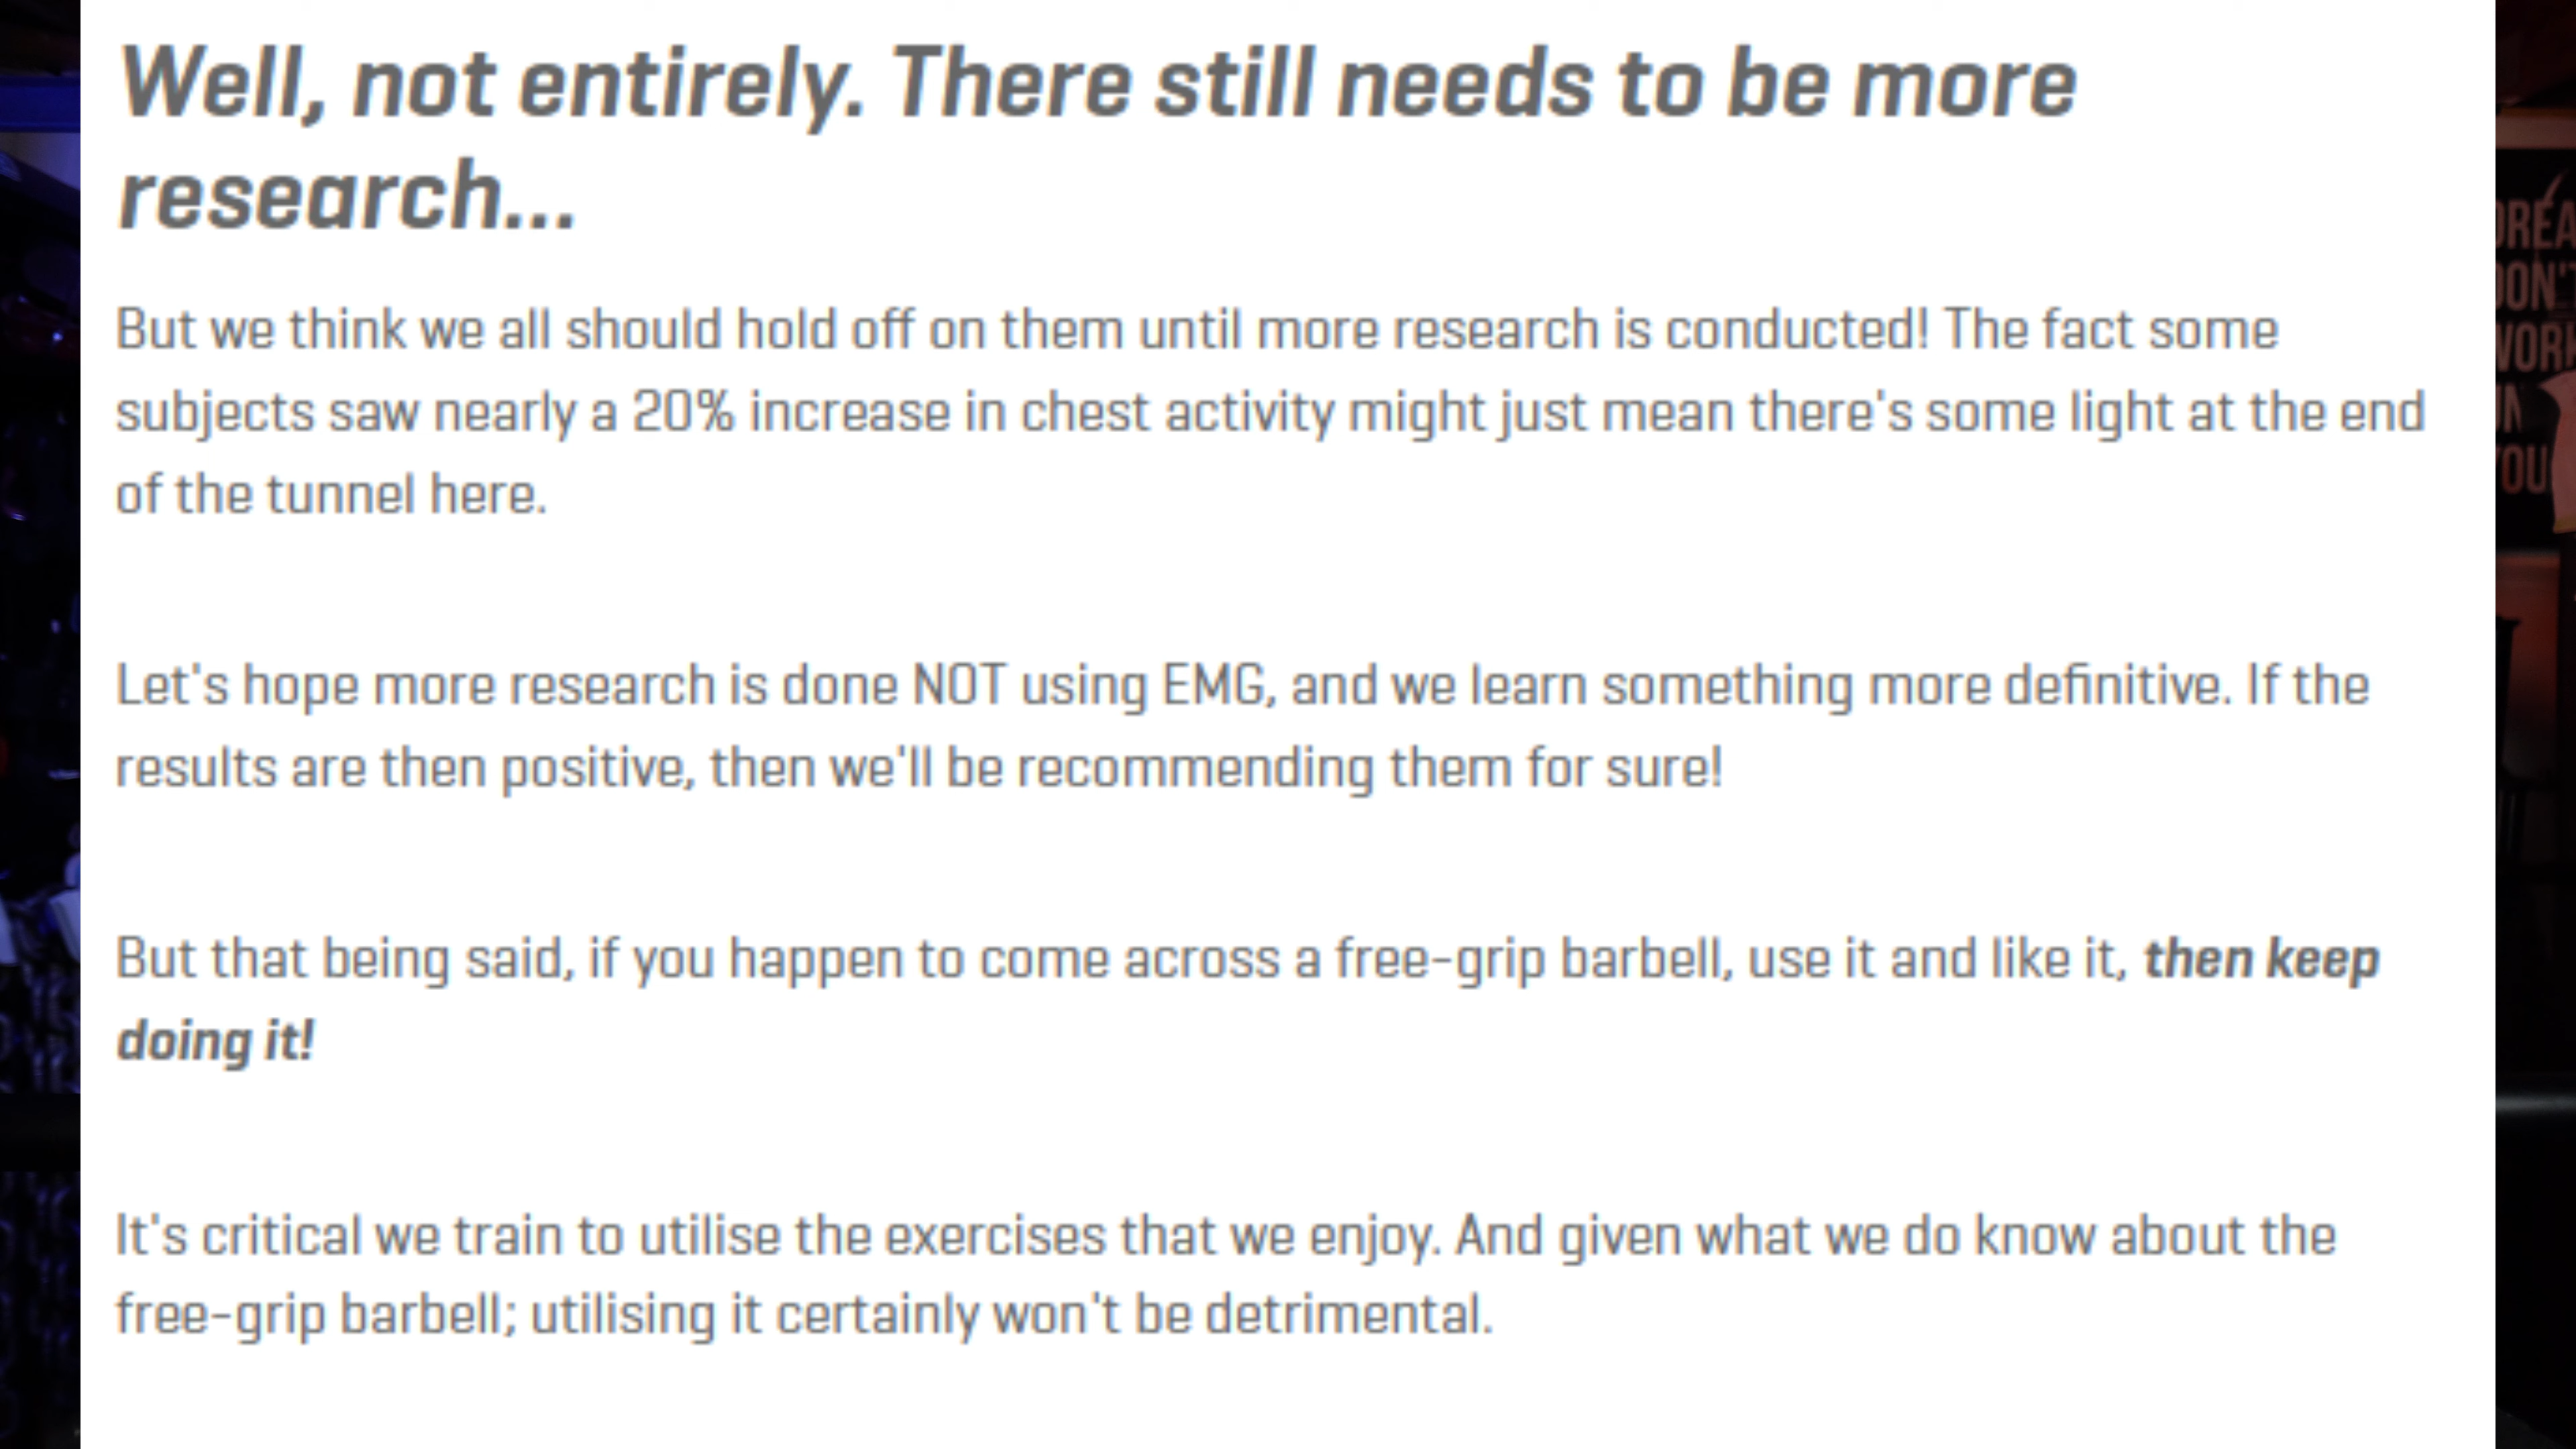 Well, not entirely. There still needs to be more
research...
But we think we all should hold off on them until more research is conducted! The fact some
subjects saw nearly a 20% increase in chest activity might just mean there's some light at the end
of the tunnel here.
Let's hope more research is done NOT using EMG, and we learn something more definitive. If the
results are then positive, then we'll be recommending them for sure!
But that being said, if you happen to come across a free-grip barbell, use it and like it, then keep
doing it!
It's critical we train to utilise the exercises that we enjoy. And given what we do know about the
free-grip barbell; utilising it certainly won't be detrimental.